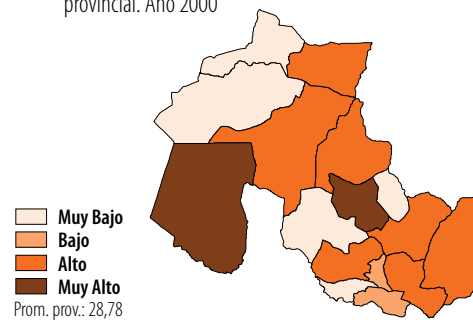 provincial. Año 2000
Muy Bajo
Bajo
Alto
Muy Alto
Prom. prov.: 28,78